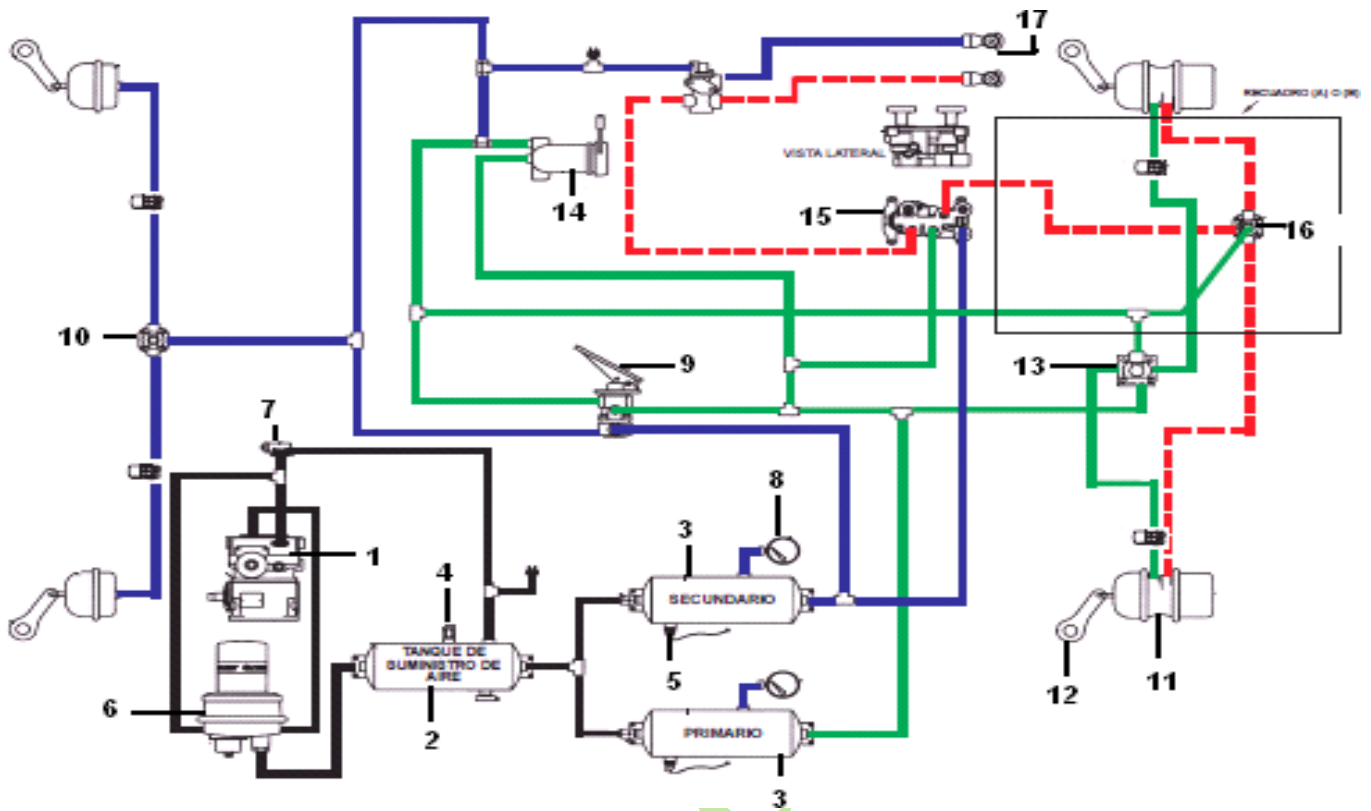 17
RECUADRO (A) O (B)
VISTA LATERAL
14
15
16
10
9
13
7
8
1
3
4
SECUNDARIO
TANQUE DE
SUMINISTRO DE
AIRE
5
12
11
6
2
PRIMARIO
3